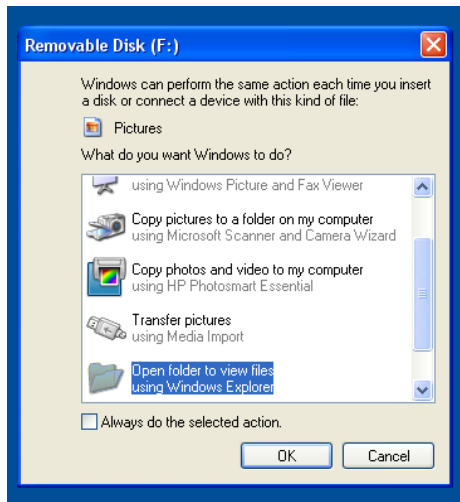 Removable Disk (F:)
Windows can perform the same action each time you insert
a disk or connect a device with this kind of file:
Pictures
What do you want Windows to do?
using Windows Picture and Fax Viewer
Copy pictures to a folder on my computer
using Microsoft Scanner and Camera Wizard
Copy photos and video to my computer
using HP Photosmart Essential
Transfer pictures
using Media Import
Open folder to view files
using Windows Explorer
Always do the selected action.
OK
Cancel